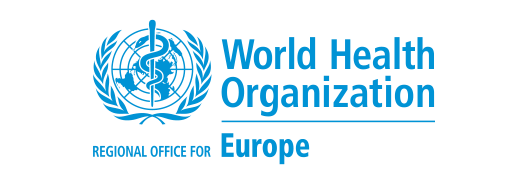 World Health
Organization
REGIONAL OFFICE FOR Europe